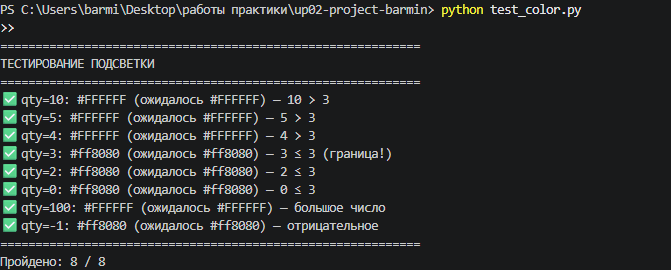 PS C:\Users\barmi\Desktop\работы практики\up02-project-barmin> python test_color.py
>>
============================================================
ТЕСТИРОВАНИЕ ПОДСВЕТКИ
============================================================
✅ qty=10: #FFFFFF (ожидалось #FFFFFF) — 10 > 3
✅ qty=5: #FFFFFF (ожидалось #FFFFFF) — 5 > 3
✅ qty=4: #FFFFFF (ожидалось #FFFFFF) — 4 > 3
✅ qty=3: #ff8080 (ожидалось #ff8080) — 3 ≤ 3 (граница!)
✅ qty=2: #ff8080 (ожидалось #ff8080) — 2 ≤ 3
✅ qty=0: #ff8080 (ожидалось #ff8080) — 0 ≤ 3
✅ qty=100: #FFFFFF (ожидалось #FFFFFF) — большое число
✅ qty=-1: #ff8080 (ожидалось #ff8080) — отрицательное
============================================================
Пройдено: 8 / 8